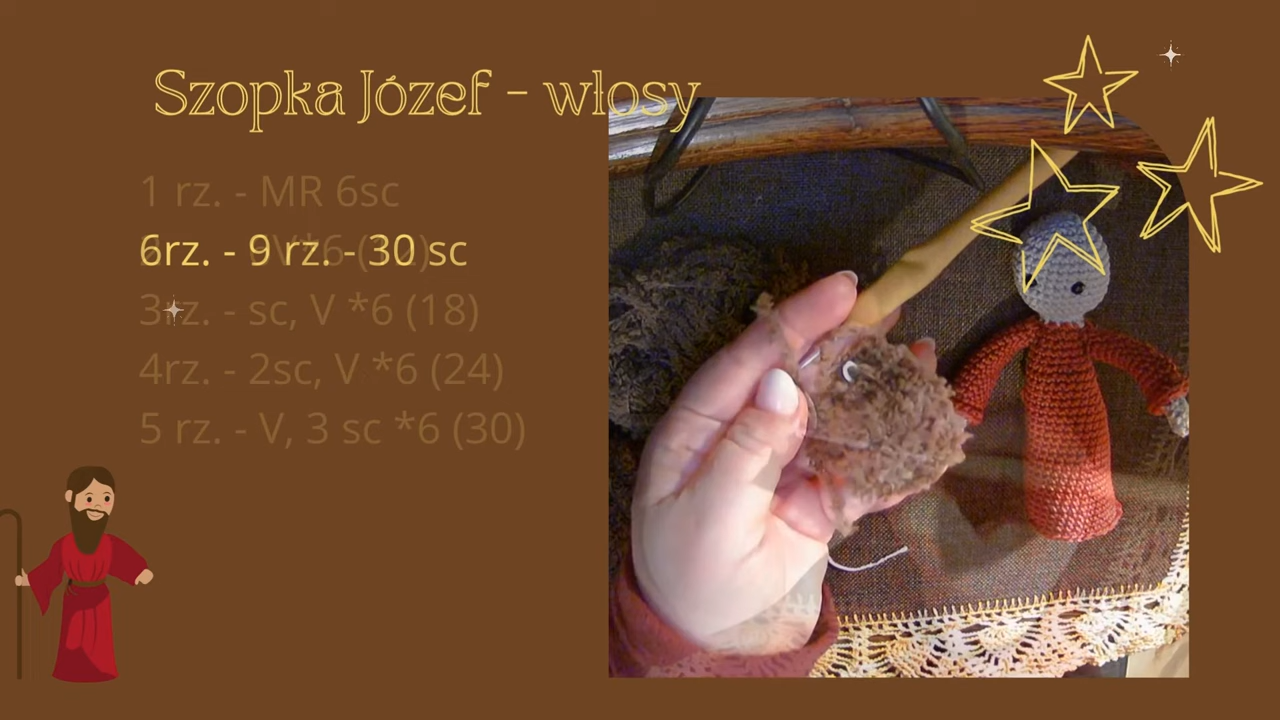 Szopka Józef - włosy
1 rz. - MR 6sc
6rz. - 9 rz. - 30 sc
3rz. - sc, V *6 (18)
4rz. - 2sc, V *6 (24)
5 rz. - V, 3 sc *6 (30)